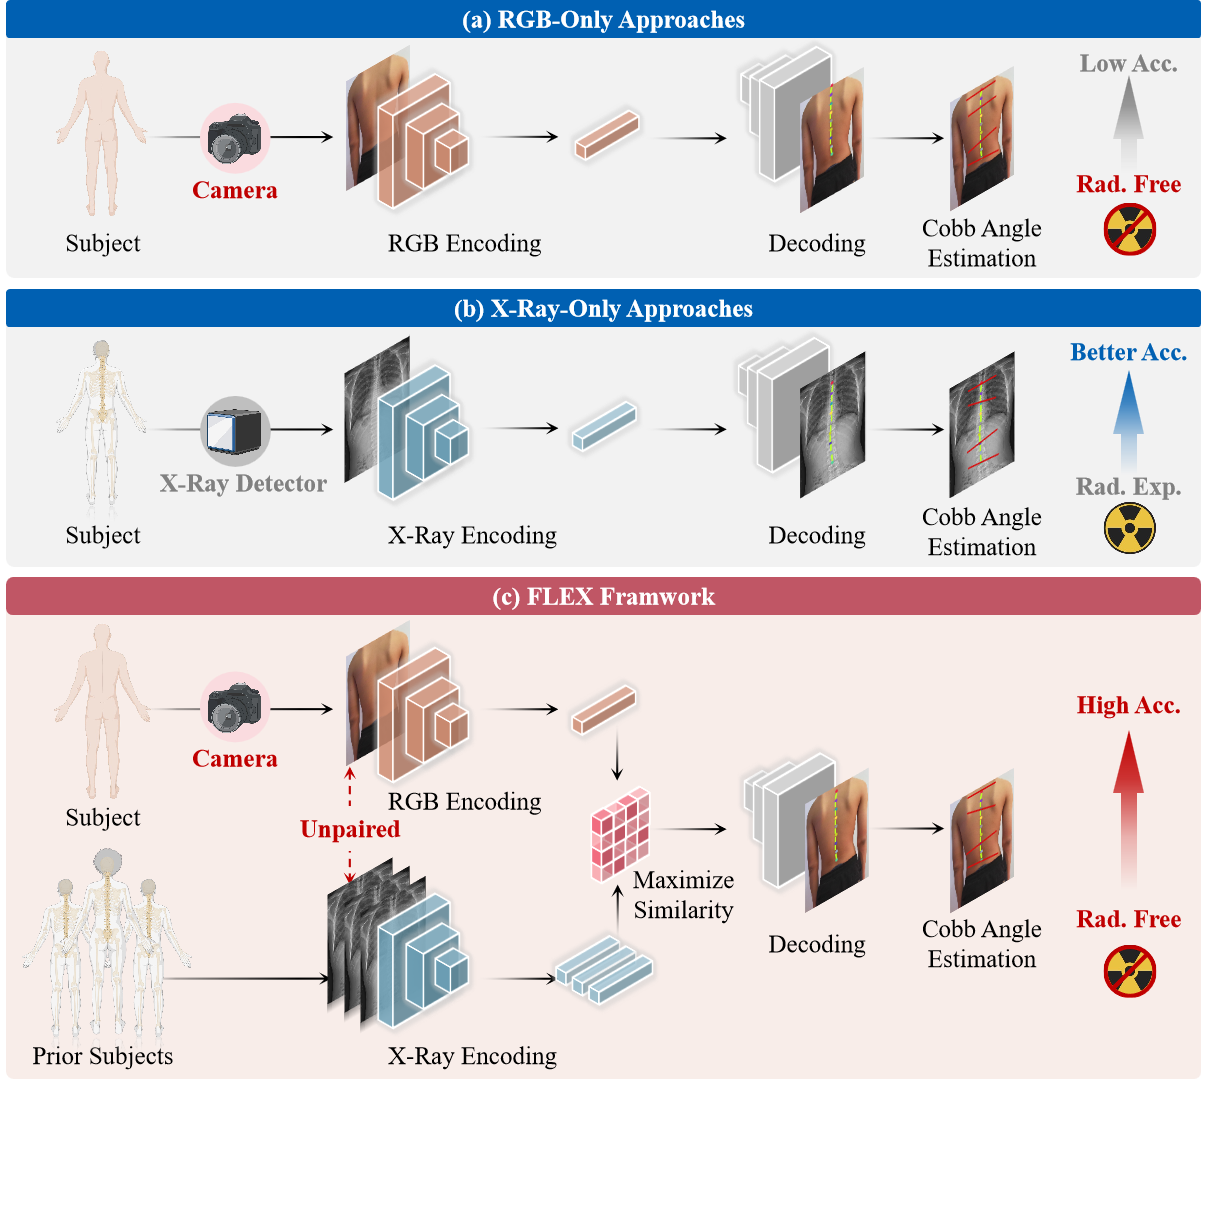 (a) RGB-Only Approaches
Low Acc.
Camera
Rad. Free
Subject
RGB Encoding
Decoding
Cobb Angle
Estimation
(b) X-Ray-Only Approaches
Better Acc.
X-Ray Detector
Rad. Exp.
Subject
X-Ray Encoding
Decoding
Cobb Angle
Estimation
(c) FLEX Framwork
High Acc.
Camera
Subject
RGB Encoding
Unpaired
Maximize
Similarity
Decoding
Cobb Angle
Estimation
Rad. Free
Prior Subjects
X-Ray Encoding